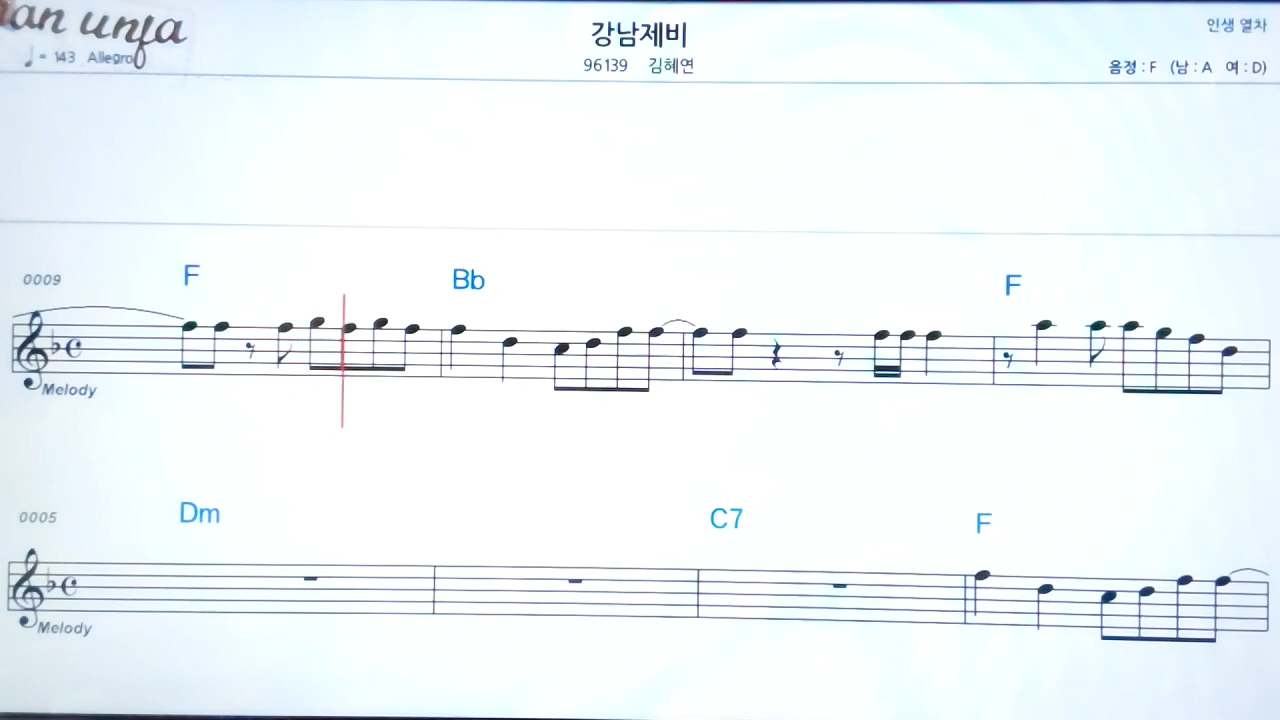 an unja
♩ = 143 Allegro
강남제비
96139 김혜연
인생 열차
음정 : F (남 : A 여 : D)
0009
F Bb F
Melody
0005
Dm C7 F
Melody